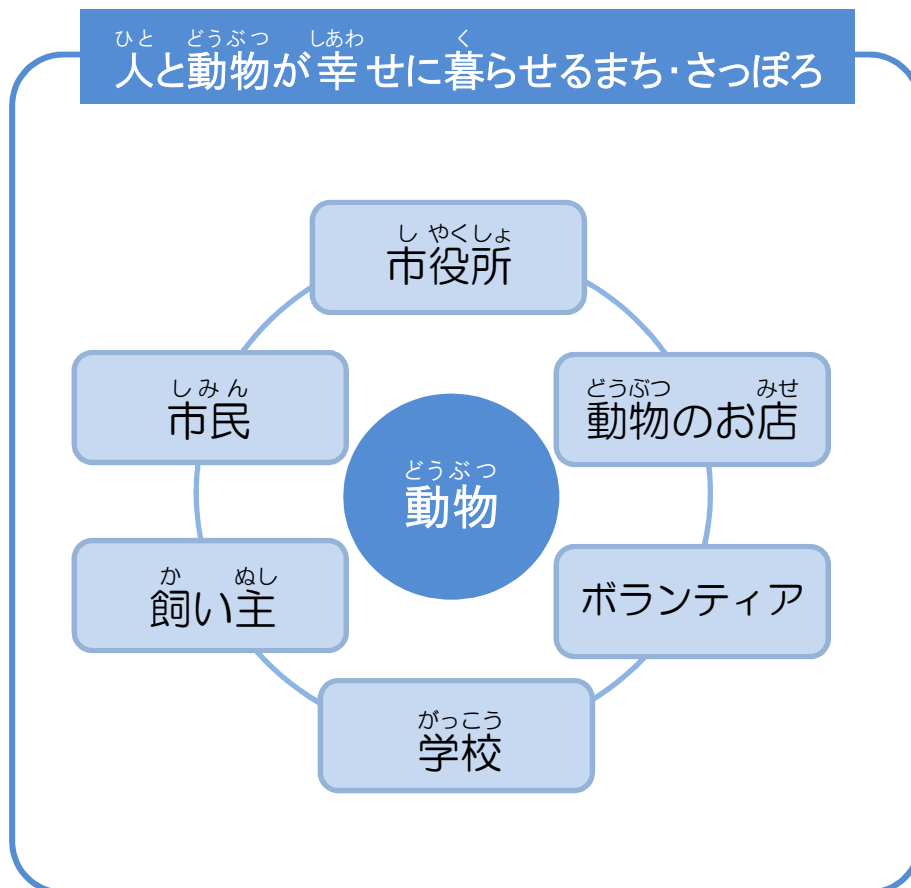 ひと どうぶつ しあわ く
人と動物が幸せに暮らせるまち・さっぽろ
し やくしょ
市役所
しみん
市民
どうぶつ みせ
動物のお店
どうぶつ
動物
か ぬし
飼い主
ボランティア
がっこう
学校